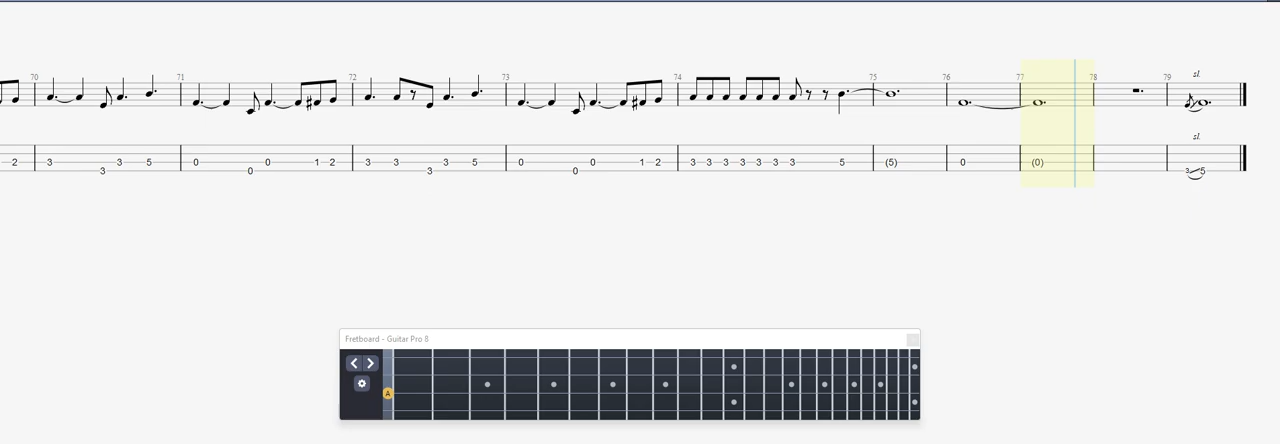 70 71 72 73 74 75 76 77 78 79
sl.
sl.
2 3 3 5 0 0 1 2 3 3 3 5 0 0 1 2 3 3 3 3 3 3 3 5 (5) 0 (0)
3 0 3 0 3 5
Fretboard - Guitar Pro 8
A